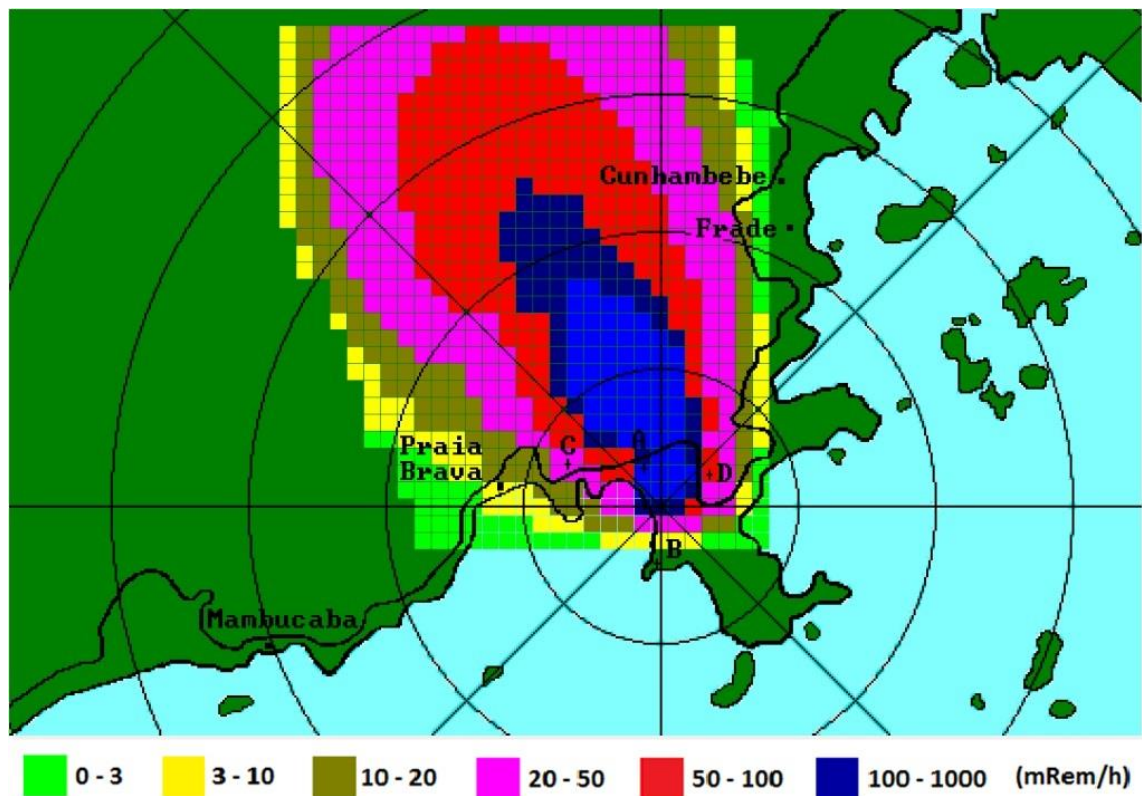 Cunhambebe
Frade
Praia
Brava
C
A
D
B
Mambucaba
0 - 3
3 - 10
10 - 20
20 - 50
50 - 100
100 - 1000
(mRem/h)